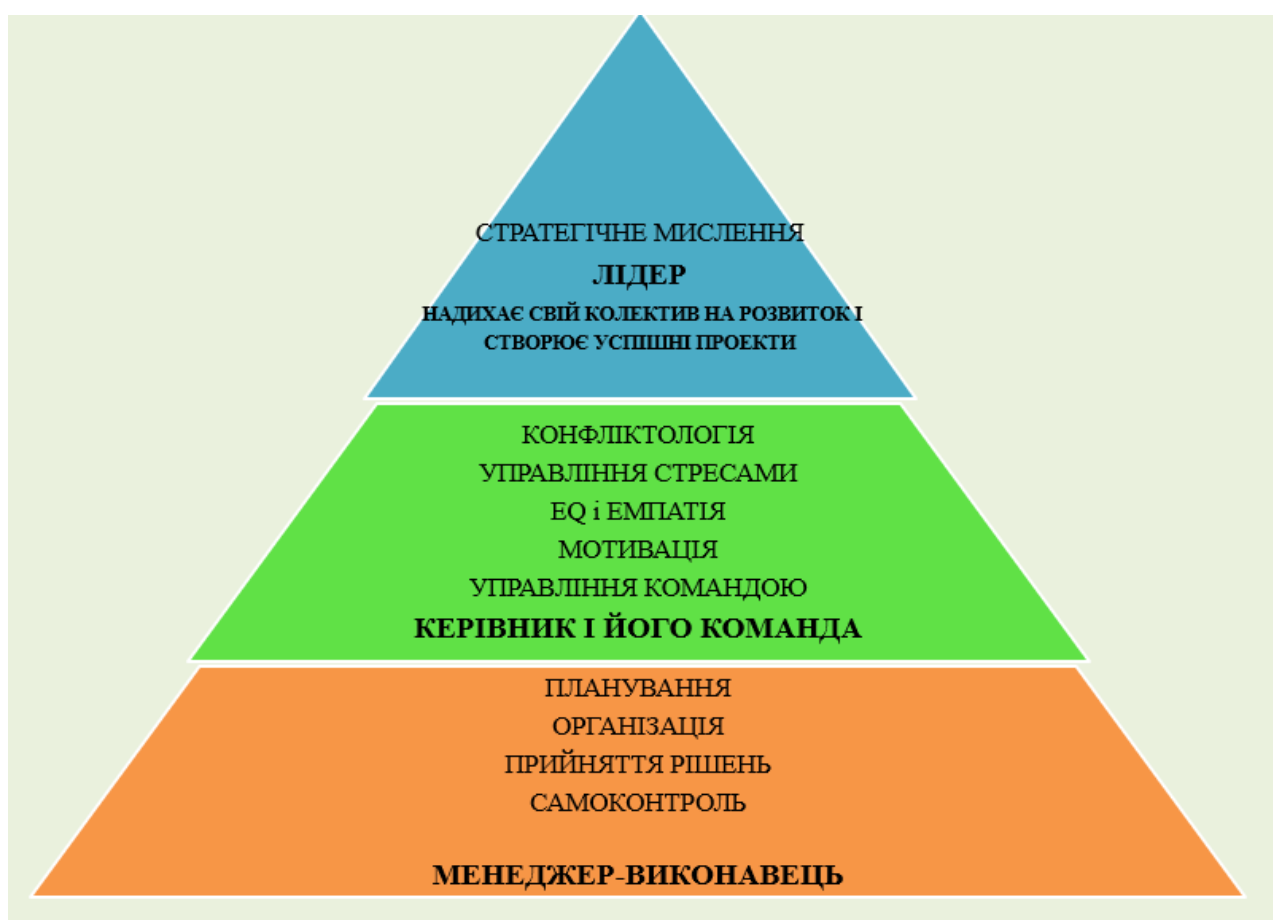 СТРАТЕГІЧНЕ МИСЛЕННЯ
ЛІДЕР
НАДИХАЄ СВІЙ КОЛЕКТИВ НА РОЗВИТОК І
СТВОРЮЄ УСПІШНІ ПРОЕКТИ
КОНФЛІКТОЛОГІЯ
УПРАВЛІННЯ СТРЕСАМИ
EQ і ЕМПАТІЯ
МОТИВАЦІЯ
УПРАВЛІННЯ КОМАНДОЮ
КЕРІВНИК І ЙОГО КОМАНДА
ПЛАНУВАННЯ
ОРГАНІЗАЦІЯ
ПРИЙНЯТТЯ РІШЕНЬ
САМОКОНТРОЛЬ
МЕНЕДЖЕР-ВИКОНАВЕЦЬ